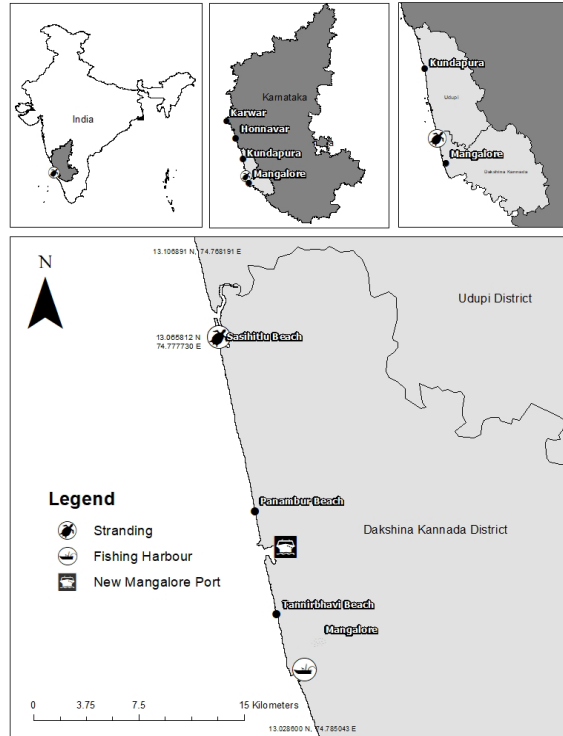 India
Karnataka
Karwar
Honnavar
Kundapura
Mangalore
Kundapura
Udupi
Mangalore
Dakshina Kannada
13.106891 N, 74.768191 E
N
Udupi District
13.065812 N
74.777730 E
Sasihitlu Beach
Panambur Beach
Legend
Stranding
Fishing Harbour
New Mangalore Port
Dakshina Kannada District
Tannirbhavi Beach
Mangalore
0 3.75 7.5 15 Kilometers
13.028600 N, 74.785043 E